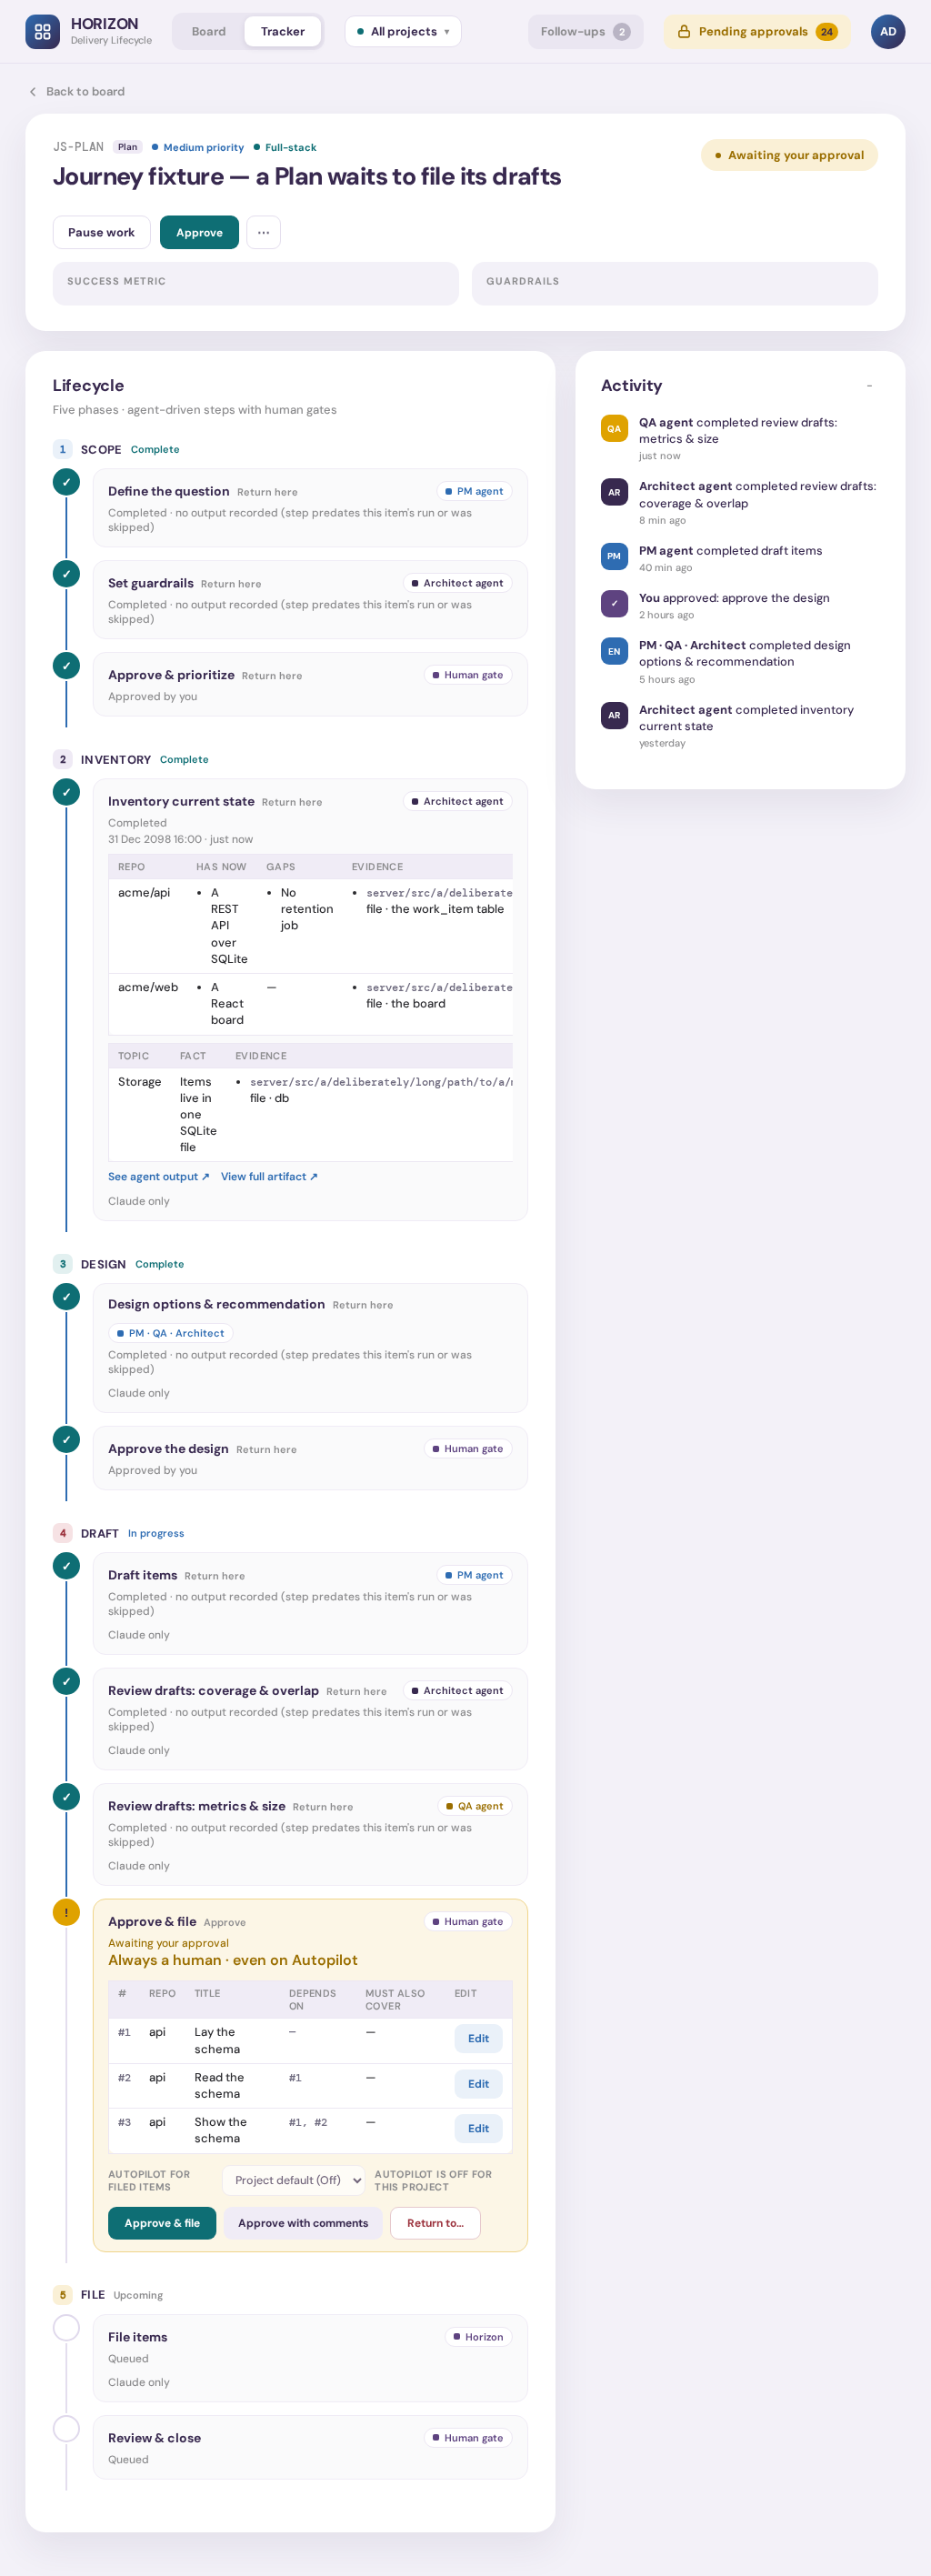 HORIZON
Delivery Lifecycle
Board
Tracker
All projects ▾
Follow-ups 2
Pending approvals 24
AD
Back to board
JS-PLAN Plan Medium priority Full-stack
Awaiting your approval
Journey fixture — a Plan waits to file its drafts
Pause work
Approve
⋯
SUCCESS METRIC
GUARDRAILS
Lifecycle
Five phases · agent-driven steps with human gates
1 SCOPE Complete
✓
Define the question Return here
PM agent
Completed · no output recorded (step predates this item's run or was
skipped)
✓
Set guardrails Return here
Architect agent
Completed · no output recorded (step predates this item's run or was
skipped)
✓
Approve & prioritize Return here
Human gate
Approved by you
2 INVENTORY Complete
✓
Inventory current state Return here
Architect agent
Completed
31 Dec 2098 16:00 · just now
REPO HAS NOW GAPS EVIDENCE
acme/api
• A
REST
API
over
SQLite
• No
retention
job
• server/src/a/deliberate
file · the work_item table
acme/web
• A
React
board
—
• server/src/a/deliberate
file · the board
TOPIC FACT EVIDENCE
Storage
Items
live in
one
SQLite
file
• server/src/a/deliberately/long/path/to/a/
file · db
See agent output ↗ View full artifact ↗
Claude only
3 DESIGN Complete
✓
Design options & recommendation Return here
PM · QA · Architect
Completed · no output recorded (step predates this item's run or was
skipped)
Claude only
✓
Approve the design Return here
Human gate
Approved by you
4 DRAFT In progress
✓
Draft items Return here
PM agent
Completed · no output recorded (step predates this item's run or was
skipped)
Claude only
✓
Review drafts: coverage & overlap Return here
Architect agent
Completed · no output recorded (step predates this item's run or was
skipped)
Claude only
✓
Review drafts: metrics & size Return here
QA agent
Completed · no output recorded (step predates this item's run or was
skipped)
Claude only
!
Approve & file Approve
Human gate
Awaiting your approval
Always a human · even on Autopilot
# REPO TITLE DEPENDS ON MUST ALSO COVER EDIT
#1 api Lay the schema — — Edit
#2 api Read the schema #1 — Edit
#3 api Show the schema #1, #2 — Edit
AUTOPILOT FOR
FILED ITEMS
Project default (Off)
AUTOPILOT IS OFF FOR
THIS PROJECT
Approve & file
Approve with comments
Return to…
5 FILE Upcoming
File items
Horizon
Queued
Claude only
Review & close
Human gate
Queued
Activity
–
QA
QA agent completed review drafts:
metrics & size
just now
AR
Architect agent completed review drafts:
coverage & overlap
8 min ago
PM
PM agent completed draft items
40 min ago
✓
You approved: approve the design
2 hours ago
EN
PM · QA · Architect completed design
options & recommendation
5 hours ago
AR
Architect agent completed inventory
current state
yesterday